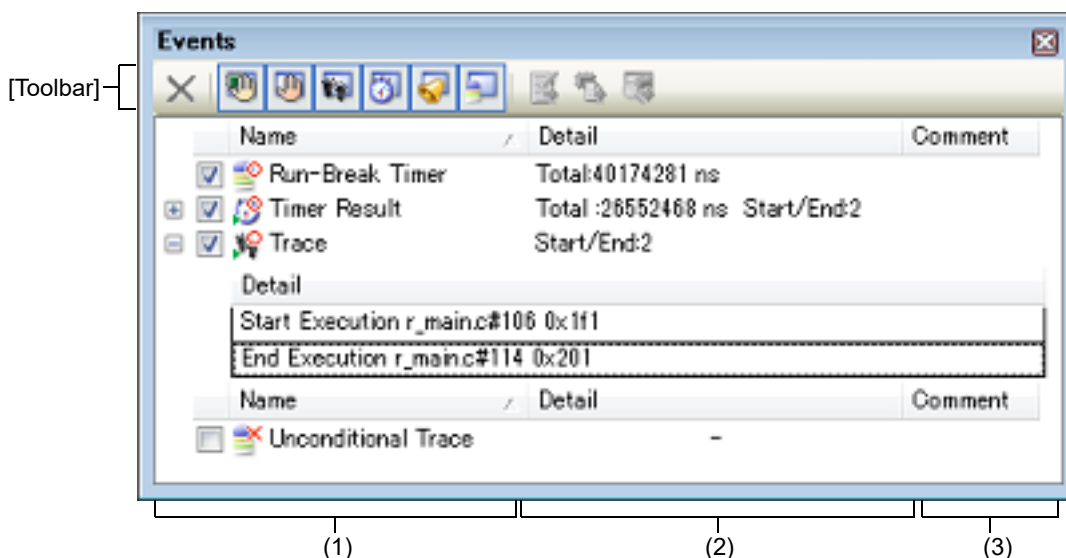 Events
[Toolbar]
Name Detail Comment
Run-Break Timer Total:40174281 ns
Timer Result Total :26552468 ns Start/End:2
Trace Start/End:2
Detail
Start Execution r_main.c#106 0x1f1
End Execution r_main.c#114 0x201
Name Detail Comment
Unconditional Trace -
(1) (2) (3)